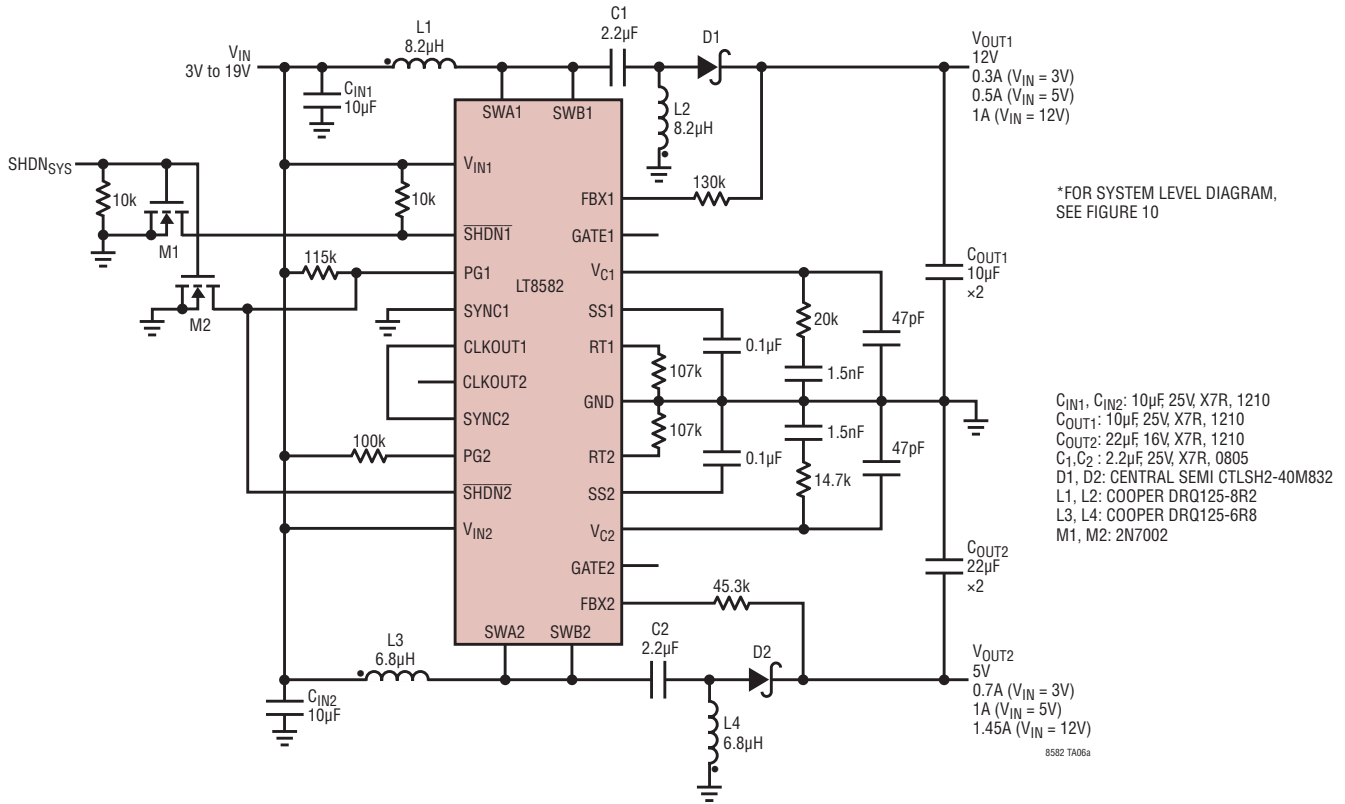 L1
8.2µH
C1
2.2µF
D1
VIN
3V to 19V
CIN1
10µF
L2
8.2µH
VOUT1
12V
0.3A (VIN = 3V)
0.5A (VIN = 5V)
1A (VIN = 12V)
SWA1
SWB1
SHDNSYS
10k
M1
M2
10k
115k
100k
VIN1
SHDN1
PG1
SYNC1
CLKOUT1
CLKOUT2
SYNC2
PG2
SHDN2
VIN2
LT8582
FBX1
GATE1
VC1
SS1
RT1
GND
RT2
SS2
VC2
GATE2
FBX2
SWA2
SWB2
130k
20k
47pF
0.1µF
107k
1.5nF
107k
1.5nF
0.1µF
14.7k
47pF
45.3k
COUT1
10µF
×2
COUT2
22µF
×2
*FOR SYSTEM LEVEL DIAGRAM,
SEE FIGURE 10
CIN1, CIN2: 10µF, 25V, X7R, 1210
COUT1: 10µF, 25V, X7R, 1210
COUT2: 22µF, 16V, X7R, 1210
C1,C2 : 2.2µF, 25V, X7R, 0805
D1, D2: CENTRAL SEMI CTLSH2-40M832
L1, L2: COOPER DRQ125-8R2
L3, L4: COOPER DRQ125-6R8
M1, M2: 2N7002
L3
6.8µH
CIN2
10µF
C2
2.2µF
D2
L4
6.8µH
VOUT2
5V
0.7A (VIN = 3V)
1A (VIN = 5V)
1.45A (VIN = 12V)
8582 TA06a